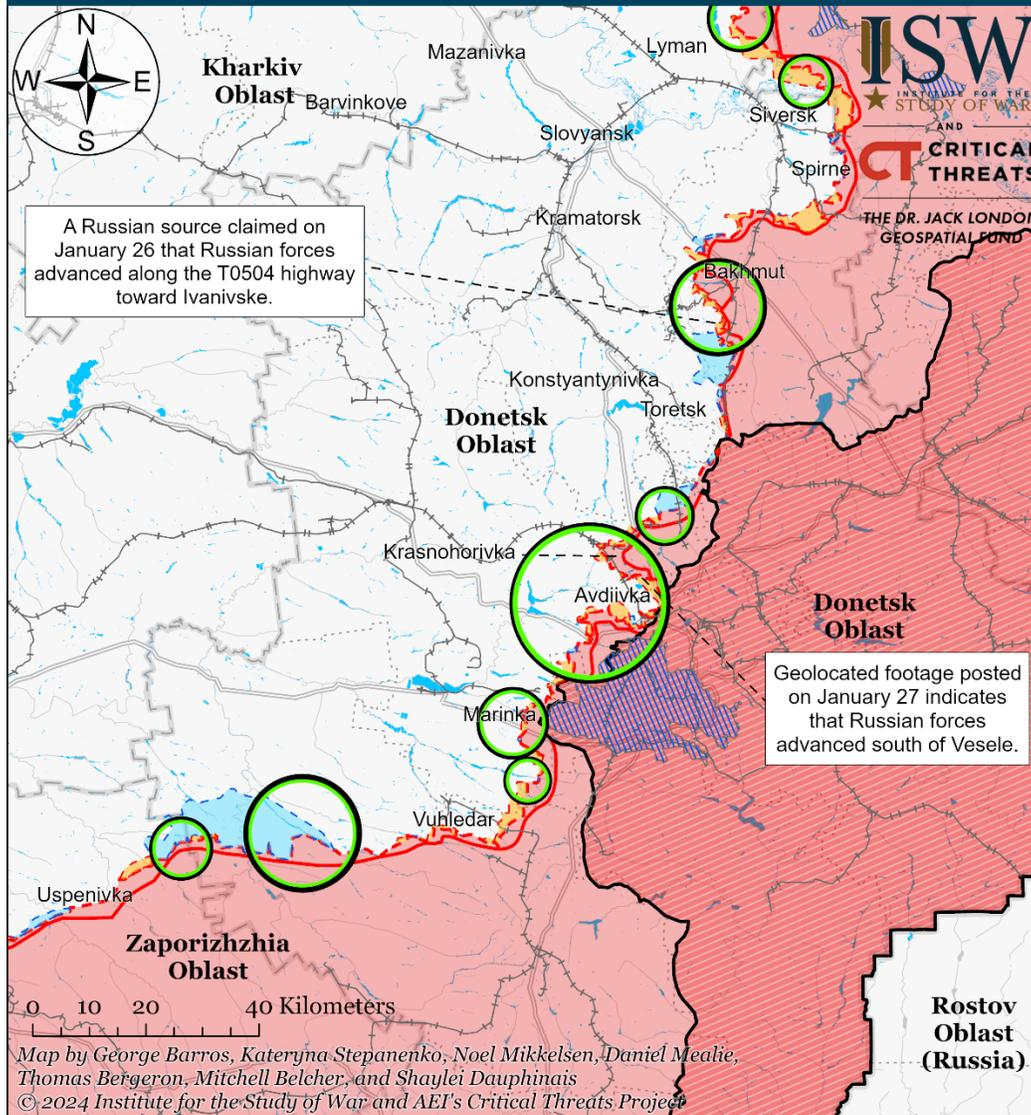 N
W E
S
Kharkiv
Oblast
Mazanivka
Lyman
Barvinkove
Slovyansk
Siversk
Spirne
ISW
INSTITUTE FOR THE
STUDY OF WAR
AND
CT CRITICAL
THREATS
THE DR. JACK LONDON
GEOSPATIAL FUND
A Russian source claimed on
January 26 that Russian forces
advanced along the T0504 highway
toward Ivanivske.
Kramatorsk
Bakhmut
Konstyantynivka
Toretsk
Donetsk
Oblast
Krasnohorivka
Avdiivka
Donetsk
Oblast
Geolocated footage posted
on January 27 indicates
that Russian forces
advanced south of Vesele.
Marinka
Vuhledar
Uspenivka
Zaporizhzhia
Oblast
Rostov
Oblast
(Russia)
0 10 20 40 Kilometers
Map by George Barros, Kateryna Stepanenko, Noel Mikkelsen, Daniel Mealie,
Thomas Bergeron, Mitchell Belcher, and Shaylei Dauphinais
© 2024 Institute for the Study of War and AEI's Critical Threats Project